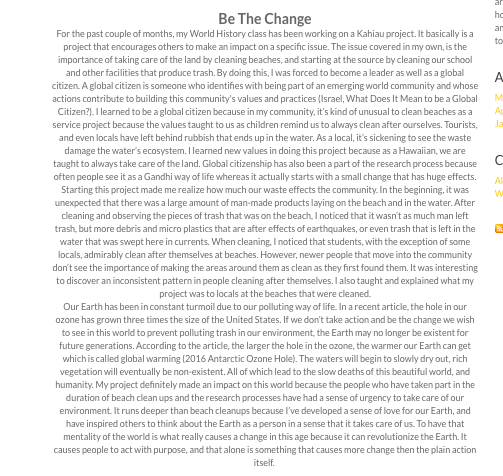 ar
ho
an
to
Be The Change
For the past couple of months, my World History class has been working on a Kahiau project. It basically is a
project that encourages others to make an impact on a specific issue. The issue covered in my own, is the
importance of taking care of the land by cleaning beaches, and starting at the source by cleaning our school
and other facilities that produce trash. By doing this, I was forced to become a leader as well as a global
citizen. A global citizen is someone who identifies with being part of an emerging world community and whose
actions contribute to building this community's values and practices (Israel, What Does It Mean to be a Global
Citizen?). I learned to be a global citizen because in my community, it's kind of unusual to clean beaches as a
service project because the values taught to us as children remind us to always clean after ourselves. Tourists,
and even locals have left behind rubbish that ends up in the water. As a local, it's sickening to see the waste
damage the water's ecosystem. I learned new values in doing this project because as a Hawaiian, we are
taught to always take care of the land. Global citizenship has also been a part of the research process because
often people see it as a Gandhi way of life whereas it actually starts with a small change that has huge effects.
Starting this project made me realize how much our waste effects the community. In the beginning, it was
unexpected that there was a large amount of man-made products laying on the beach and in the water. After
cleaning and observing the pieces of trash that was on the beach, I noticed that it wasn't as much man left
trash, but more debris and micro plastics that are after effects of earthquakes, or even trash that is left in the
water that was swept here in currents. When cleaning, I noticed that students, with the exception of some
locals, admirably clean after themselves at beaches. However, newer people that move into the community
don't see the importance of making the areas around them as clean as they first found them. It was interesting
to discover an inconsistent pattern in people cleaning after themselves. I also taught and explained what my
project was to locals at the beaches that were cleaned.
Our Earth has been in constant turmoil due to our polluting way of life. In a recent article, the hole in our
ozone has grown three times the size of the United States. If we don't take action and be the change we wish
to see in this world to prevent polluting trash in our environment, the Earth may no longer be existent for
future generations. According to the article, the larger the hole in the ozone, the warmer our Earth can get
which is called global warming (2016 Antarctic Ozone Hole). The waters will begin to slowly dry out, rich
vegetation will eventually be non-existent. All of which lead to the slow deaths of this beautiful world, and
humanity. My project definitely made an impact on this world because the people who have taken part in the
duration of beach clean ups and the research processes have had a sense of urgency to take care of our
environment. It runs deeper than beach cleanups because I've developed a sense of love for our Earth, and
have inspired others to think about the Earth as a person in a sense that it takes care of us. To have that
mentality of the world is what really causes a change in this age because it can revolutionize the Earth. It
causes people to act with purpose, and that alone is something that causes more change then the plain action
itself.
A
M
Ap
Ja
C
Al
W